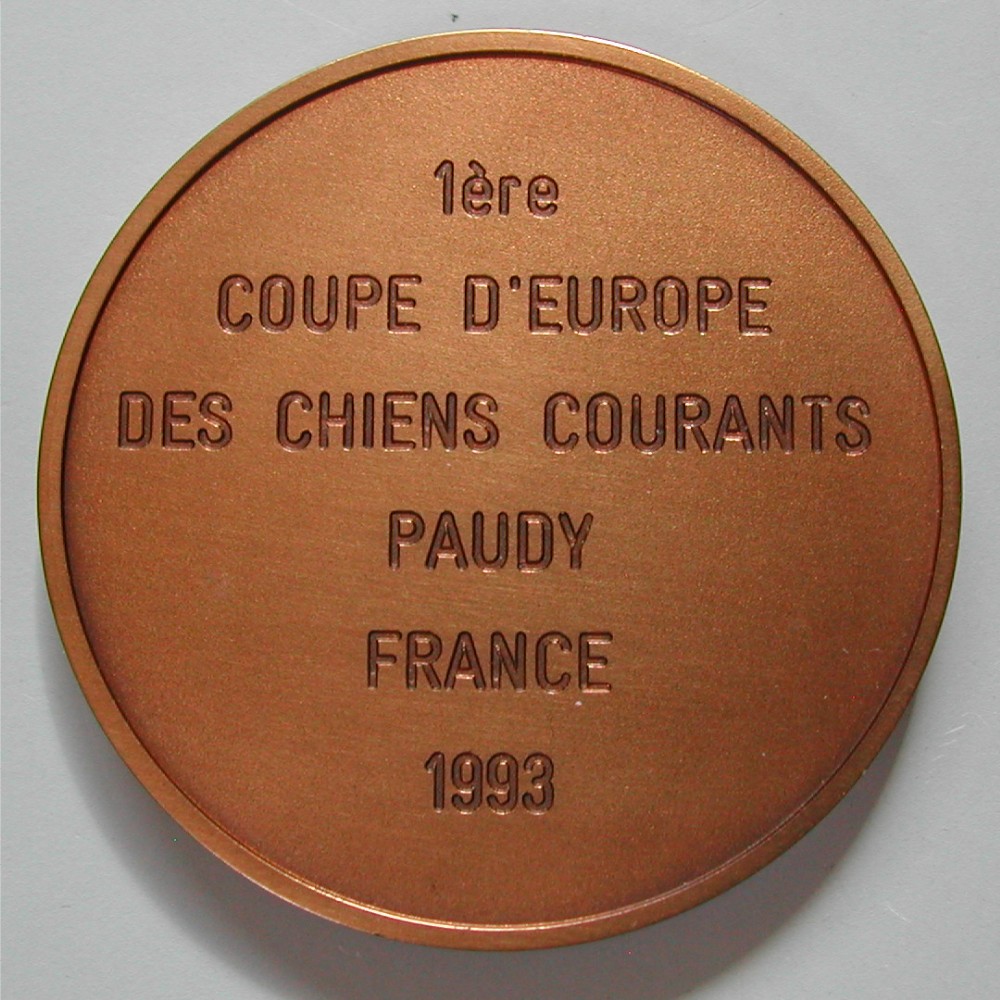 1ère
COUPE D'EUROPE
DES CHIENS COURANTS
PAUDY
FRANCE
1993